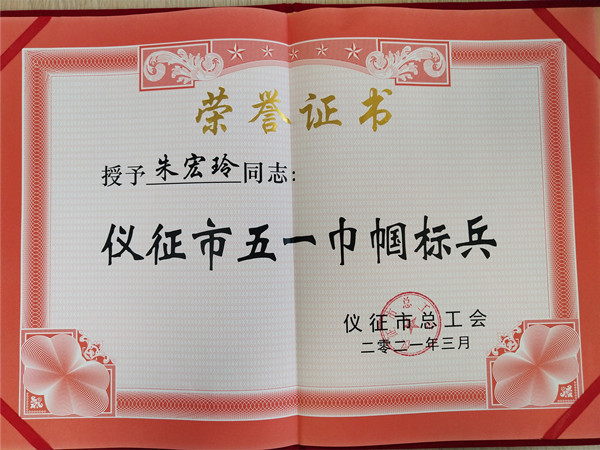 荣誉证书
授予朱宏玲同志：
仪征市五一巾帼标兵
仪征市总工会
二零二一年三月